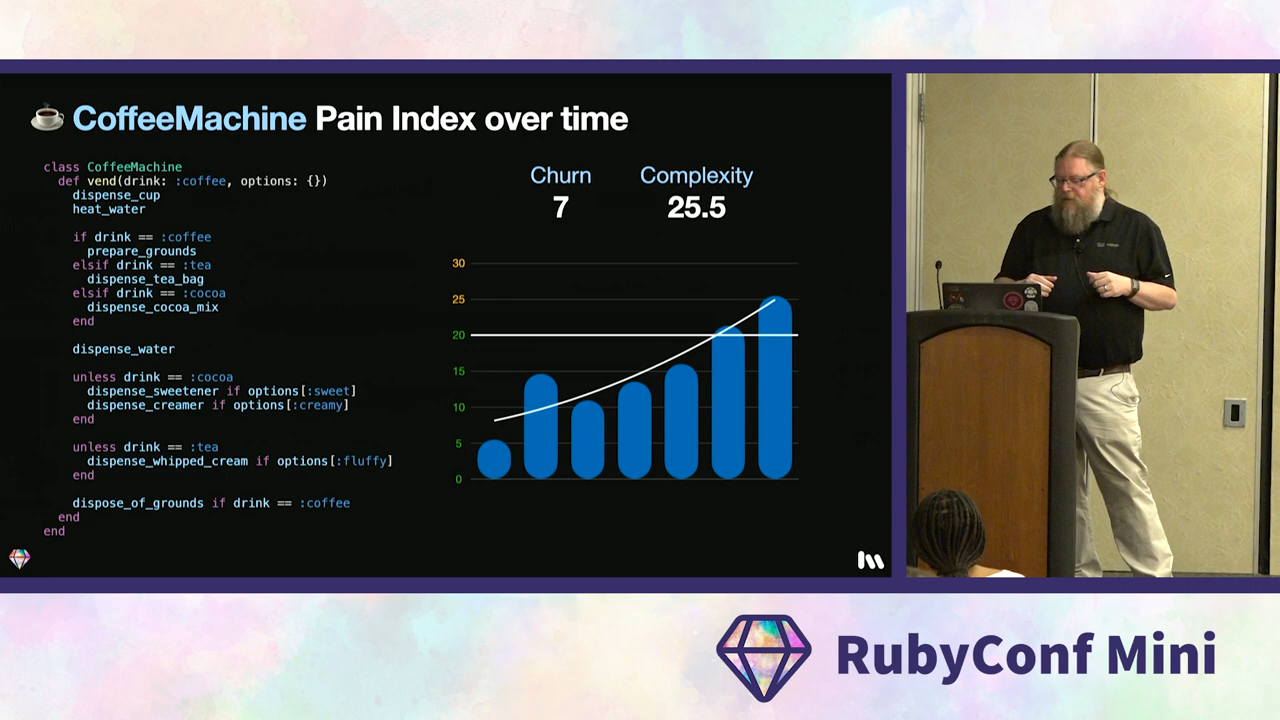 CoffeeMachine Pain Index over time
class CoffeeMachine
def vend(drink: :coffee, options: {})
dispense_cup
heat_water
if drink == :coffee
prepare_grounds
elsif drink == :tea
dispense_tea_bag
elsif drink == :cocoa
dispense_cocoa_mix
end
dispense_water
unless drink == :cocoa
dispense_sweetener if options[:sweet]
dispense_creamer if options[:creamy]
end
unless drink == :tea
dispense_whipped_cream if options[:fluffy]
end
dispose_of_grounds if drink == :coffee
end
end
Churn
7
Complexity
25.5
30
25
20
15
10
5
0
RubyConf Mini